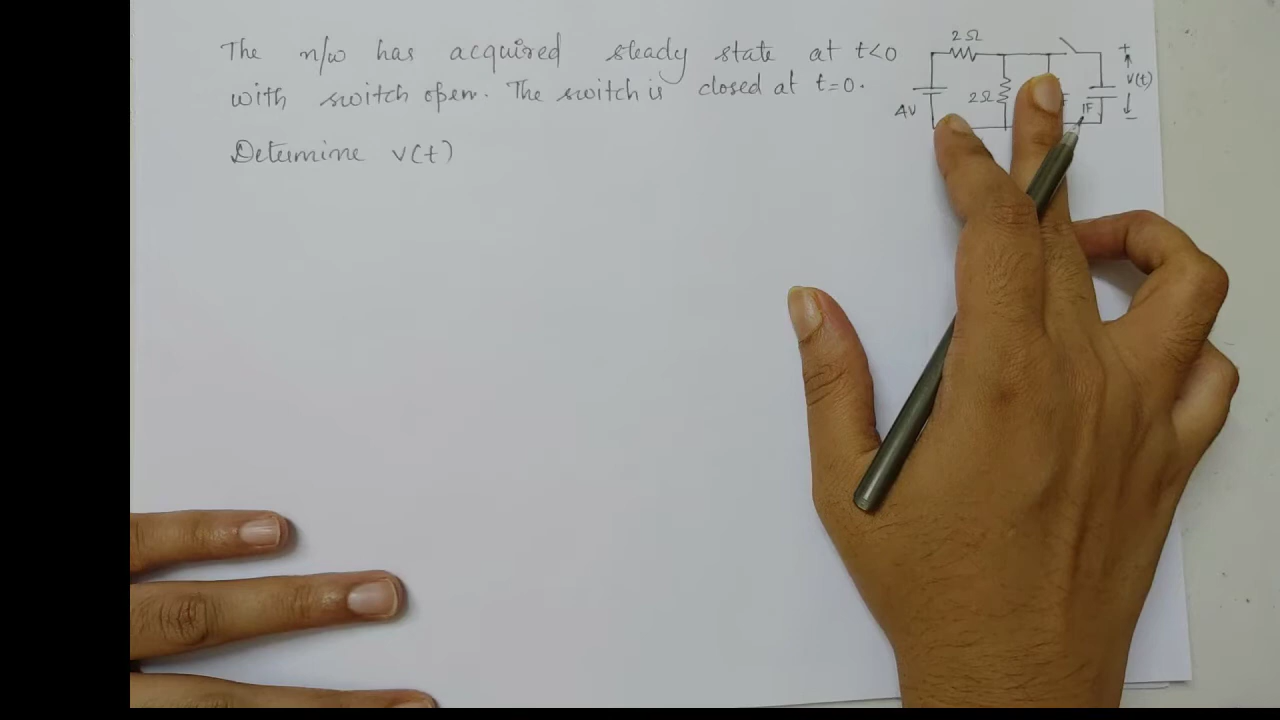 The n/w has acquired steady state at t<0
with switch open. The switch is closed at t=0.
Determine v(t)
2Ω
+
v(t)
2Ω
4V
F
1F
−